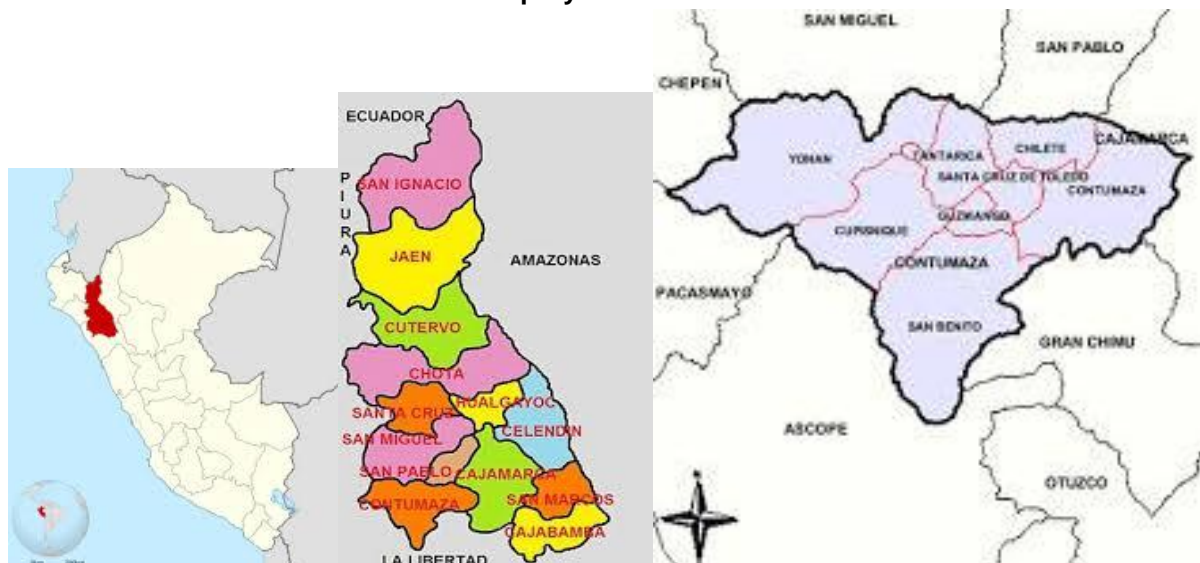 ECUADOR
PIURA
SAN IGNACIO
JAEN
AMAZONAS
CUTERVO
CHOTA
SANTA CRUZ
HUALGAYOC
SAN MIGUEL
CELENDIN
SAN PABLO
CAJAMARCA
CONTUMAZA
SAN MARCOS
CAJABAMBA
LA LIBERTAD
SAN MIGUEL
SAN PABLO
CHEPEN
CAJAMARCA
YONAN
TANTARICA
CHILETE
SANTA CRUZ DE TOLEDO
CONTUMAZA
GUZMANGO
CUPISNIQUE
CONTUMAZA
PACASMAYO
SAN BENITO
GRAN CHIMU
ASCOPE
OTUZCO